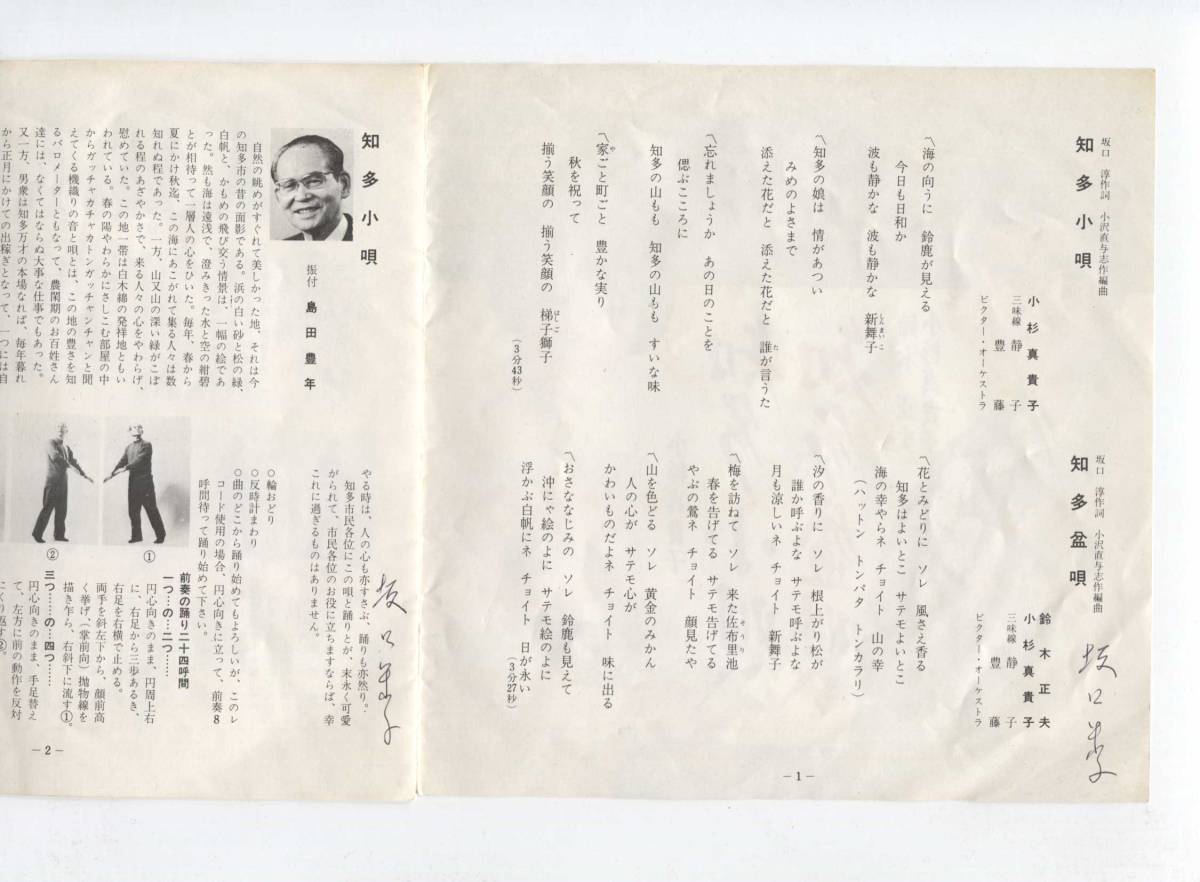 坂口　淳作詞　小沢直与志作編曲
知多小唄
小杉真貴子
三味線　静子
豊藤
ビクター・オーケストラ
〽海の向うに　鈴鹿が見える
今日も日和か
波も静かな　波も静かな　新舞子
しんまいこ
〽知多の娘は　情があつい
みめのよさまで
添えた花だと　添えた花だと　誰が言うた
た
〽忘れましょうか　あの日のことを
偲ぶこころに
知多の山もも　知多の山もも　すいな味
〽家ごと町ごと　豊かな実り
や
秋を祝って
揃う笑顔の　揃う笑顔の　梯子獅子
はしご
（3分43秒）
坂口　淳作詞　小沢直与志作編曲
知多盆唄
鈴木正夫
小杉真貴子
三味線　静子
豊藤
ビクター・オーケストラ
〽花とみどりに　ソレ　風さえ香る
知多はよいとこ　サテモよいとこ
海の幸やらネ　チョイト　山の幸
（ハットン　トンバタ　トンカラリ）
〽汐の香りに　ソレ　根上がり松が
誰か呼ぶよな　サテモ呼ぶよな
月も涼しいネ　チョイト　新舞子
〽梅を訪ねて　ソレ　来た佐布里池
そうり
春を告げてる　サテモ告げてる
やぶの鶯ネ　チョイト　顔見たや
〽山を色どる　ソレ　黄金のみかん
人の心が　サテモ心が
かわいものだよネ　チョイト　味に出る
〽おさななじみの　ソレ　鈴鹿も見えて
沖にゃ絵のよに　サテモ絵のよに
浮かぶ白帆にネ　チョイト　日が永い
（3分27秒）
坂口
－1－
知多小唄
振付　島田豊年
自然の眺めがすぐれて美しかった地、それは今
の知多市の昔の面影である。浜の白い砂と松の緑、
白帆と、かもめの飛び交う情景は、一幅の絵であ
った。然も海は遠浅で、澄みきった水と空の紺碧
とが相待って一層人の心をひいた。毎年、春から
夏にかけ秋迄、この海にあこがれて集る人々は数
知れぬ程であった。一方、山又山の深い緑がこぼ
れる程のあざやかさで、来る人々の心をやわらげ、
慰めていた。この地一帯は白木綿の発祥地ともい
われている。春の陽やわらかにさしこむ部屋の中
からガッチャカチャカトンガッチャンチャンと聞
えてくる機織りの音と唄とは、この地の豊さを知
るバロメーターともなって、農閑期のお百姓さん
達には、なくてはならぬ大事な仕事でもあった。
又一方、男衆は知多万才の本場なれば、毎年暮れ
から正月にかけての出稼ぎとなって、一つには自
やる時は、人の心も亦すさぶ、踊りも亦然り。
知多市民各位にこの唄と踊りとが、末永く可愛
がられて、市民各位のお役に立ちますならば、幸
これに過ぎるものはありません。
坂口
○輪おどり
○反時計まわり
○曲のどこから踊り始めてもよろしいが、このレ
コード使用の場合、円心向きに立って、前奏8
呼間待って踊り始めて下さい。
前奏の踊り二十四呼間
一つ…の…二つ……
円心向きのまま、円周上右
に、右足から三歩あるき、
右足を右横で止める。
両手を斜左下から、顔前高
く挙げ（掌前向）抛物線を
描き乍ら、右斜下に流す①。
三つ……の…四つ………
円心向きのまま、手足替え
て、左方に前の動作を反対
②　①
－2－